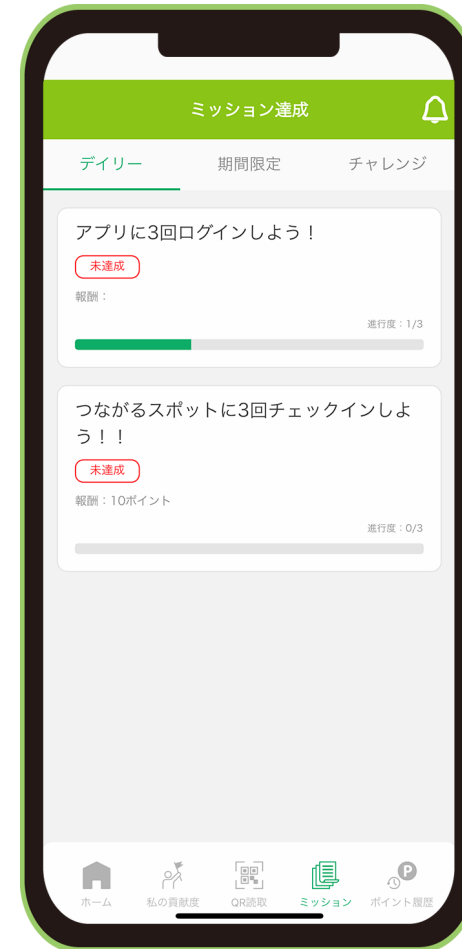 ミッション達成
デイリー
期間限定
チャレンジ
アプリに3回ログインしよう！
未達成
報酬：
進行度：1/3
つながるスポットに3回チェックインしよ
う！！
未達成
報酬：10ポイント
進行度：0/3
P
ホーム
私の貢献度
QR読取
ミッション
ポイント履歴